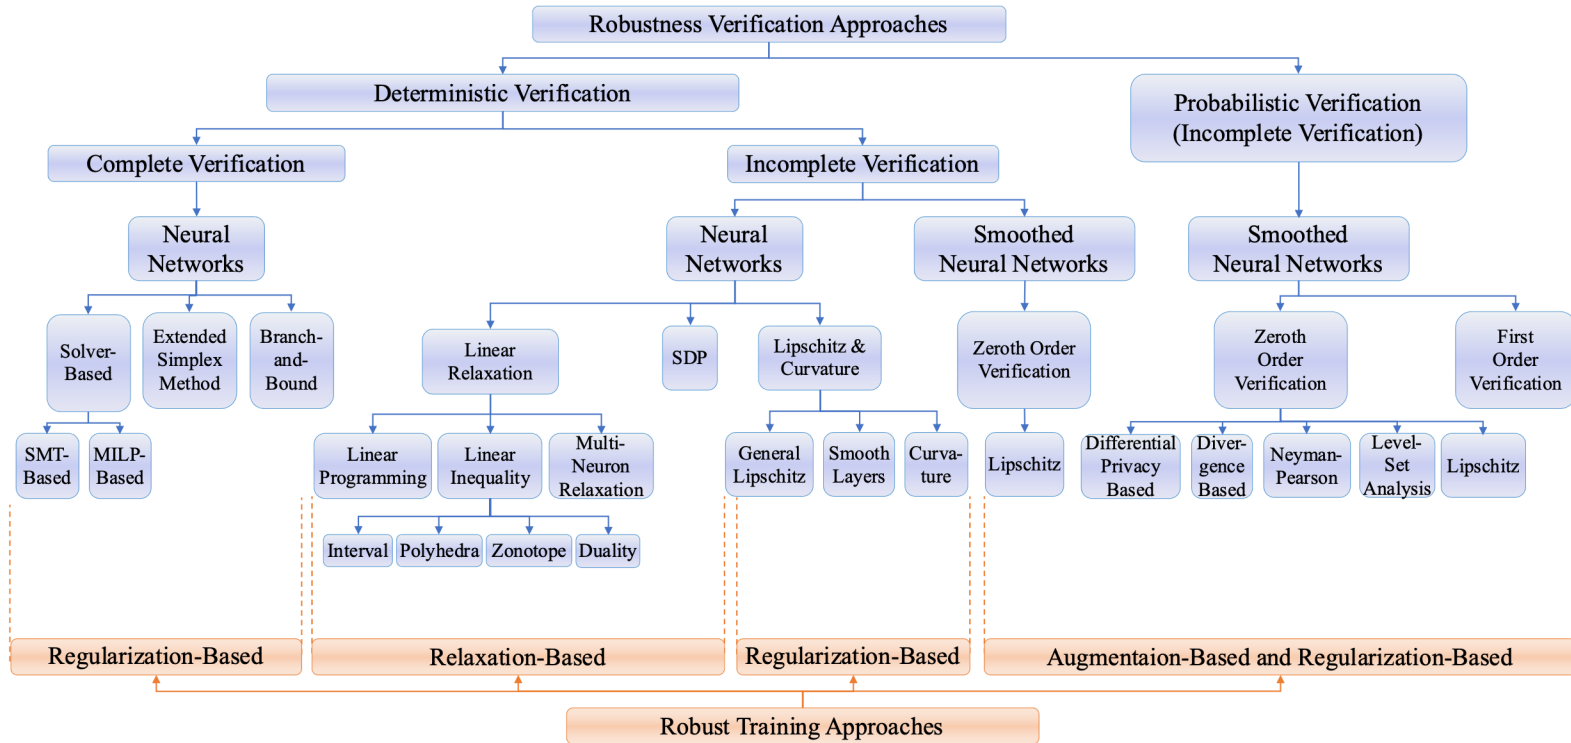 Robustness Verification Approaches
Deterministic Verification
Probabilistic Verification
(Incomplete Verification)
Complete Verification
Incomplete Verification
Neural
Networks
Neural
Networks
Smoothed
Neural Networks
Smoothed
Neural Networks
Solver-
Based
Extended
Simplex
Method
Branch-
and-
Bound
Linear
Relaxation
SDP
Lipschitz &
Curvature
Zeroth Order
Verification
Zeroth
Order
Verification
First
Order
Verification
SMT-
Based
MILP-
Based
Linear
Programming
Linear
Inequality
Multi-
Neuron
Relaxation
General
Lipschitz
Smooth
Layers
Curva-
ture
Lipschitz
Differential
Privacy
Based
Diver-
gence
Based
Neyman-
Pearson
Level-
Set
Analysis
Lipschitz
Interval
Polyhedra
Zonotope
Duality
Regularization-Based
Relaxation-Based
Regularization-Based
Augmentaion-Based and Regularization-Based
Robust Training Approaches